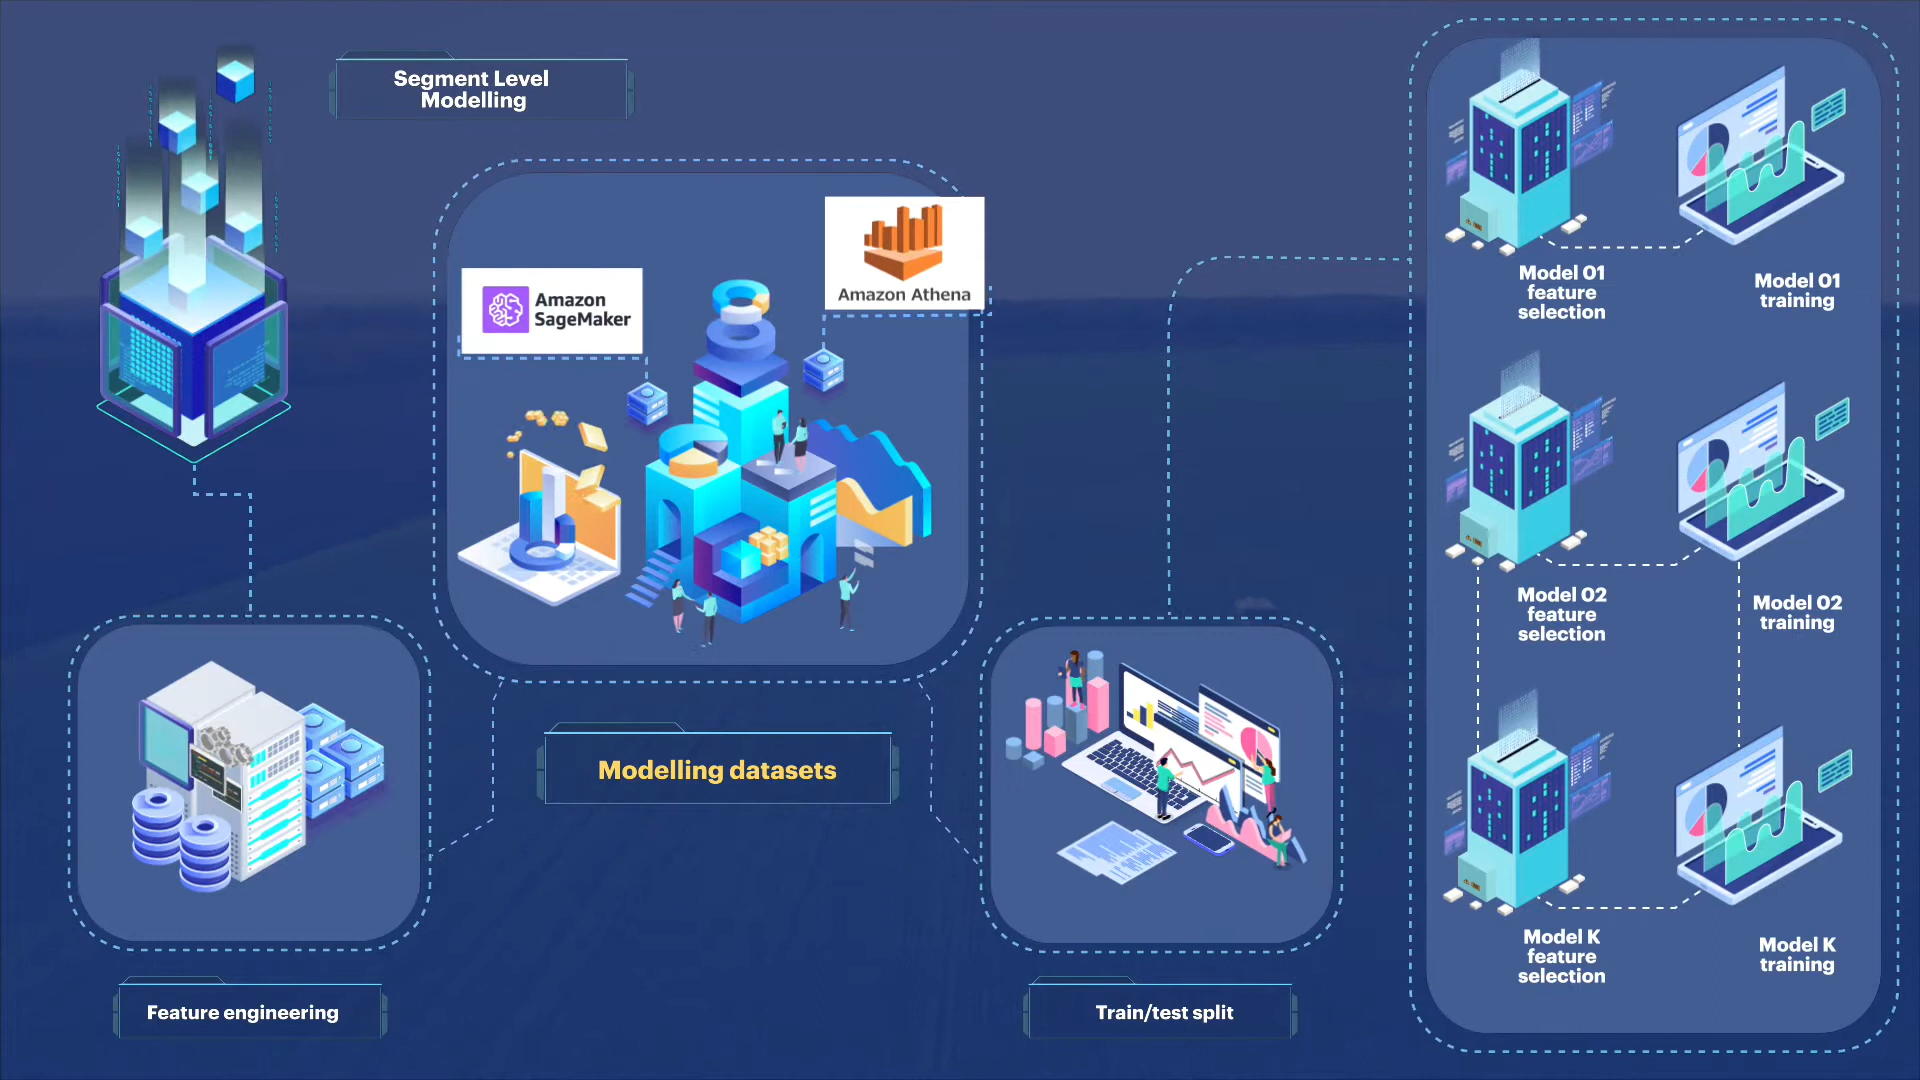 Segment Level
Modelling
Amazon
SageMaker
Amazon Athena
Modelling datasets
Feature engineering
Train/test split
Model 01
feature
selection
Model 01
training
Model 02
feature
selection
Model 02
training
Model K
feature
selection
Model K
training